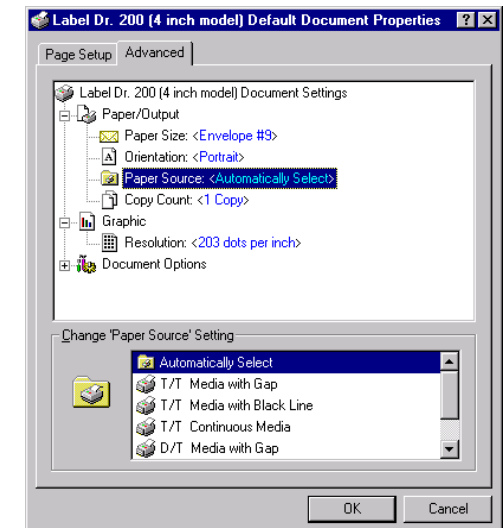 Label Dr. 200 (4 inch model) Default Document Properties
Page Setup Advanced
Label Dr. 200 (4 inch model) Document Settings
Paper/Output
Paper Size: <Envelope #9>
Orientation: <Portrait>
Paper Source: <Automatically Select>
Copy Count: <1 Copy>
Graphic
Resolution: <203 dots per inch>
Document Options
Change 'Paper Source' Setting
Automatically Select
T/T Media with Gap
T/T Media with Black Line
T/T Continuous Media
D/T Media with Gap
OK Cancel